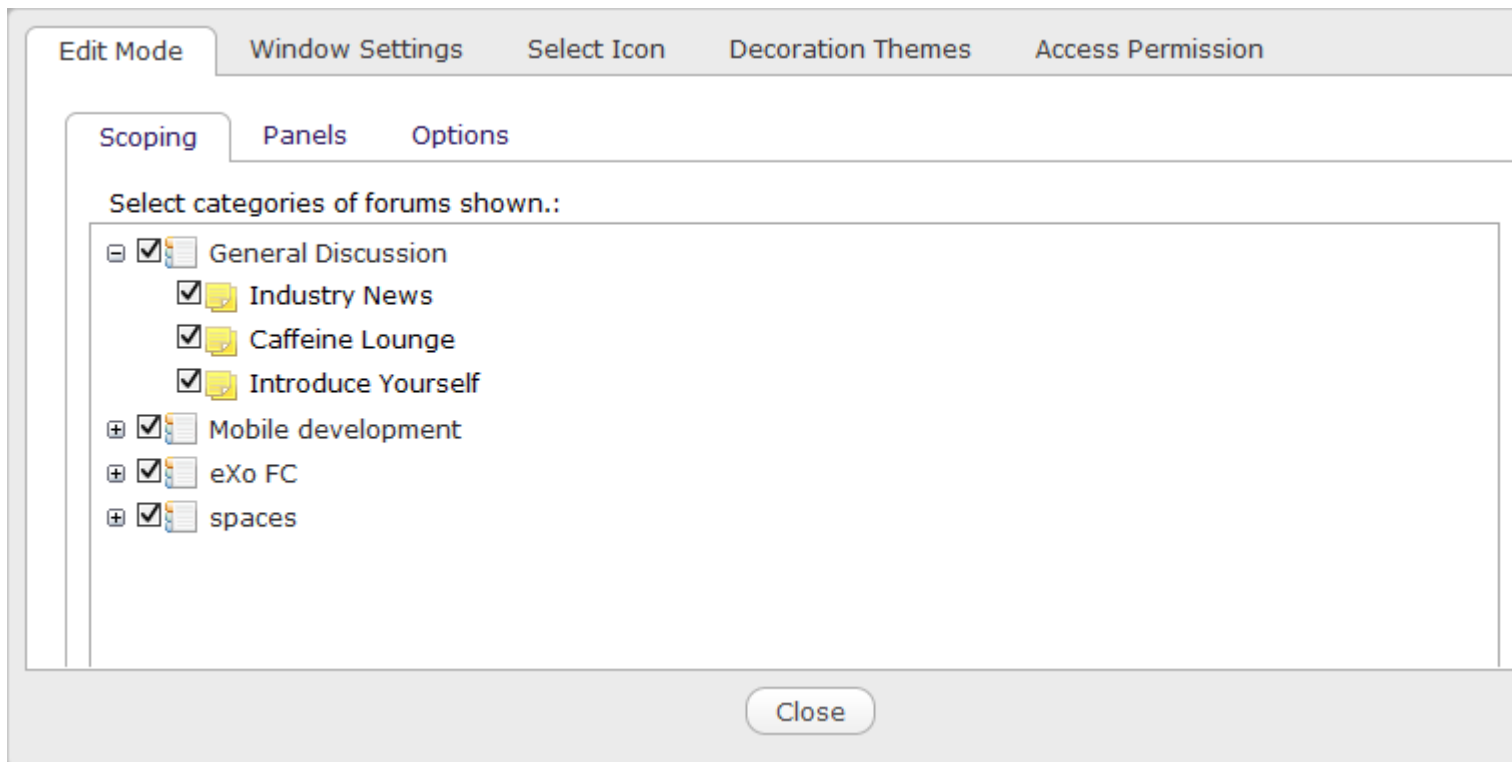 Edit Mode Window Settings Select Icon Decoration Themes Access Permission
Scoping Panels Options
Select categories of forums shown.:
General Discussion
Industry News
Caffeine Lounge
Introduce Yourself
Mobile development
eXo FC
spaces
Close